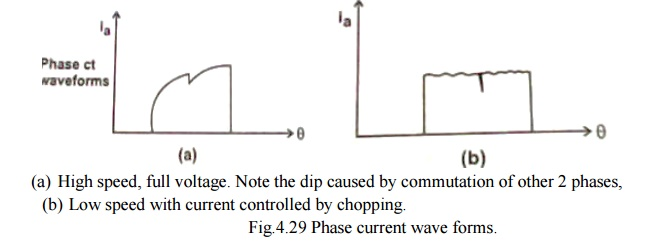 Ia
Ia
Phase ct
waveforms
θ
θ
(a)
(b)
(a) High speed, full voltage. Note the dip caused by commutation of other 2 phases,
(b) Low speed with current controlled by chopping.
Fig.4.29 Phase current wave forms.